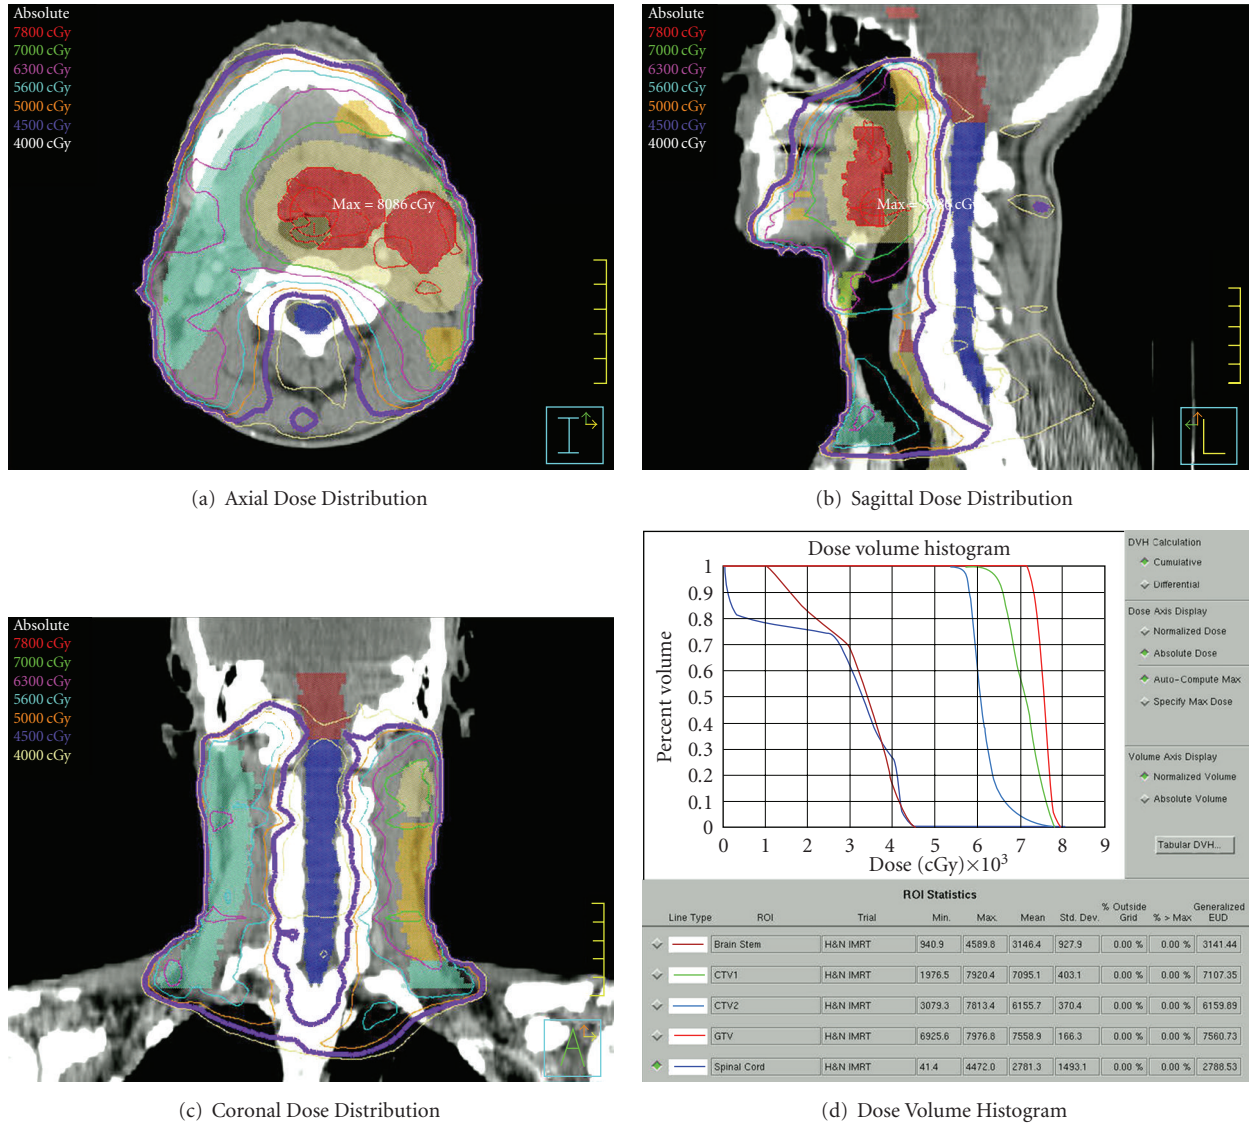 Absolute
7800 cGy
7000 cGy
6300 cGy
5600 cGy
5000 cGy
4500 cGy
4000 cGy
Max = 8086 cGy
I
(a) Axial Dose Distribution
Absolute
7800 cGy
7000 cGy
6300 cGy
5600 cGy
5000 cGy
4500 cGy
4000 cGy
Max = 8086 cGy
L
(b) Sagittal Dose Distribution
Absolute
7800 cGy
7000 cGy
6300 cGy
5600 cGy
5000 cGy
4500 cGy
4000 cGy
A
(c) Coronal Dose Distribution
Dose volume histogram
Percent volume
1
0.9
0.8
0.7
0.6
0.5
0.4
0.3
0.2
0.1
0
0 1 2 3 4 5 6 7 8 9
Dose (cGy)×10³
DVH Calculation
Cumulative
Differential
Dose Axis Display
Normalized Dose
Absolute Dose
Auto-Compute Max
Specify Max Dose
Volume Axis Display
Normalized Volume
Absolute Volume
Tabular DVH...
ROI Statistics
Line Type ROI Trial Min. Max. Mean Std. Dev. % Outside Grid % > Max Generalized EUD
Brain Stem H&N IMRT 940.9 4589.8 3146.4 927.9 0.00 % 0.00 % 3141.44
CTV1 H&N IMRT 1976.5 7920.4 7095.1 403.1 0.00 % 0.00 % 7107.35
CTV2 H&N IMRT 3079.3 7813.4 6155.7 370.4 0.00 % 0.00 % 6159.89
GTV H&N IMRT 6925.6 7976.8 7558.9 166.3 0.00 % 0.00 % 7560.73
Spinal Cord H&N IMRT 41.4 4472.0 2781.3 1493.1 0.00 % 0.00 % 2788.53
(d) Dose Volume Histogram